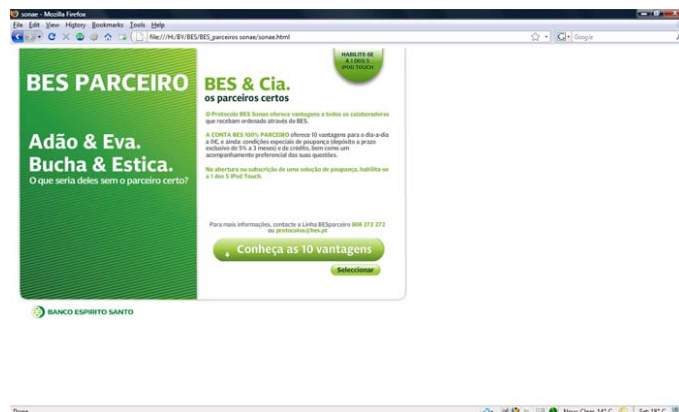 sonae - Mozilla Firefox
File Edit View History Bookmarks Tools Help
file:///H:/BY/BES/BES_parceiros sonae/sonae.html
Google
HABILITE-SE
A 1 DOS 5
IPOD TOUCH
BES PARCEIRO
BES & Cia.
os parceiros certos
O Protocolo BES Sonae oferece vantagens a todos os colaboradores
que recebam ordenado através do BES.
A CONTA BES 100% PARCEIRO oferece 10 vantagens para o dia-a-dia
a 0€, e ainda: condições especiais de poupança (depósito a prazo
exclusivo de 5% a 3 meses) e de crédito, bem como um
acompanhamento preferencial das suas questões.
Na abertura ou subscrição de uma solução de poupança, habilita-se
a 1 dos 5 iPod Touch.
Adão & Eva.
Bucha & Estica.
O que seria deles sem o parceiro certo?
Para mais informações, contacte a Linha BESparceiro 808 272 272
ou protocolos@bes.pt
Conheça as 10 vantagens
Seleccionar
BANCO ESPIRITO SANTO
Done
Now: Clear, 14° C
Sat: 18° C